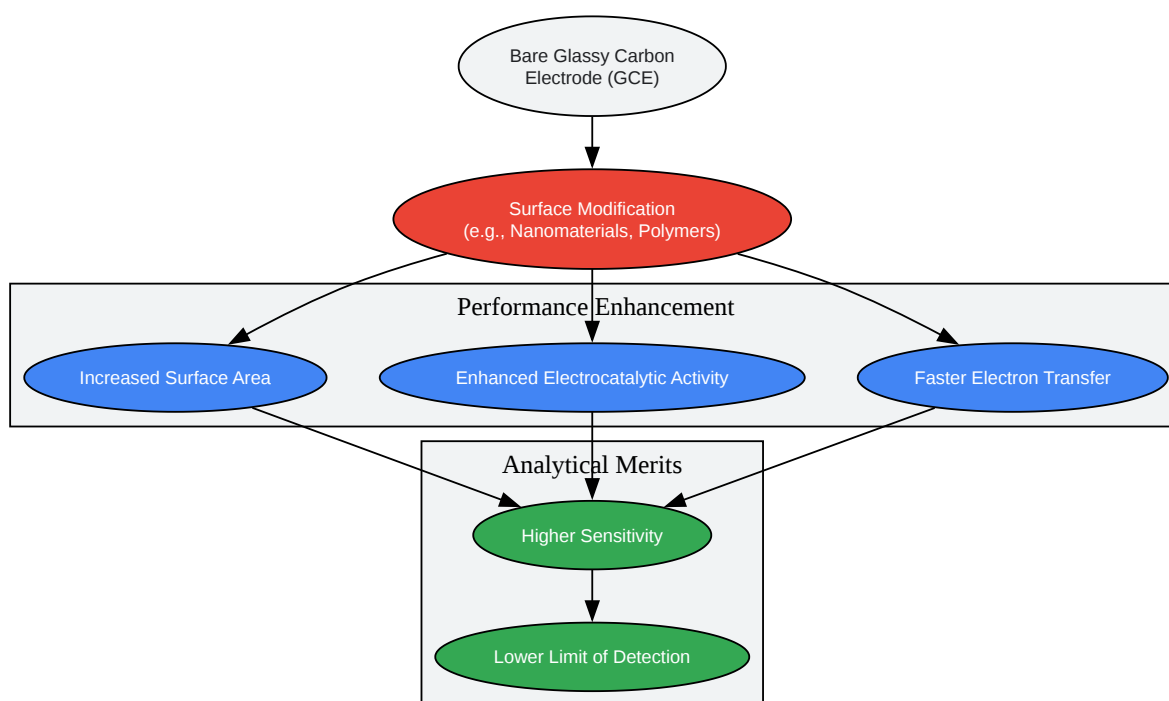 Bare Glassy Carbon
Electrode (GCE)
Surface Modification
(e.g., Nanomaterials, Polymers)
Performance Enhancement
Increased Surface Area
Enhanced Electrocatalytic Activity
Faster Electron Transfer
Analytical Merits
Higher Sensitivity
Lower Limit of Detection